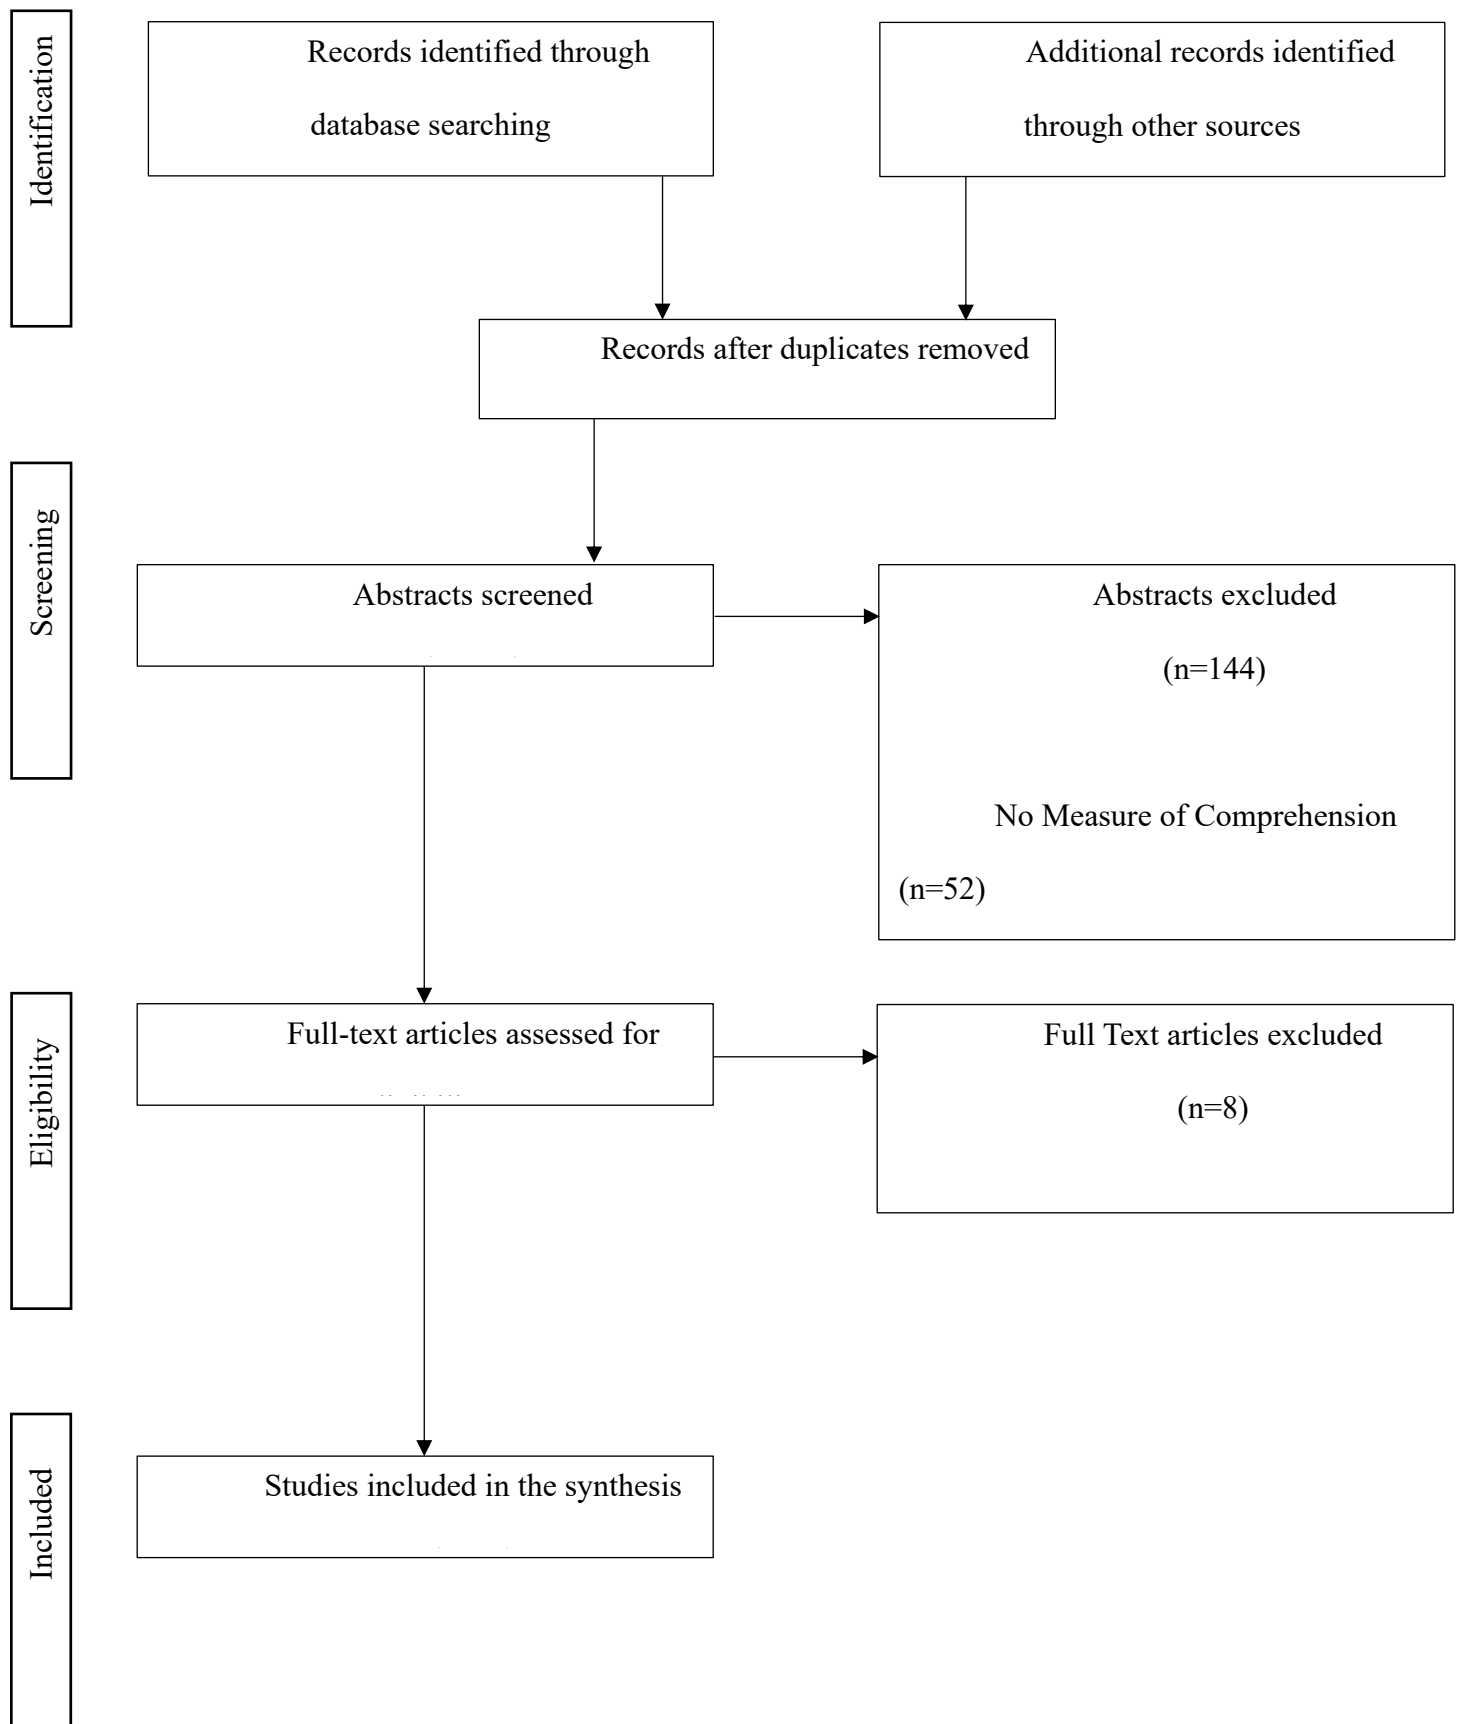 Identification
Records identified through
database searching
Additional records identified
through other sources
Records after duplicates removed
Screening
Abstracts screened
Abstracts excluded
(n=144)
No Measure of Comprehension
(n=52)
Eligibility
Full-text articles assessed for
Full Text articles excluded
(n=8)
Included
Studies included in the synthesis